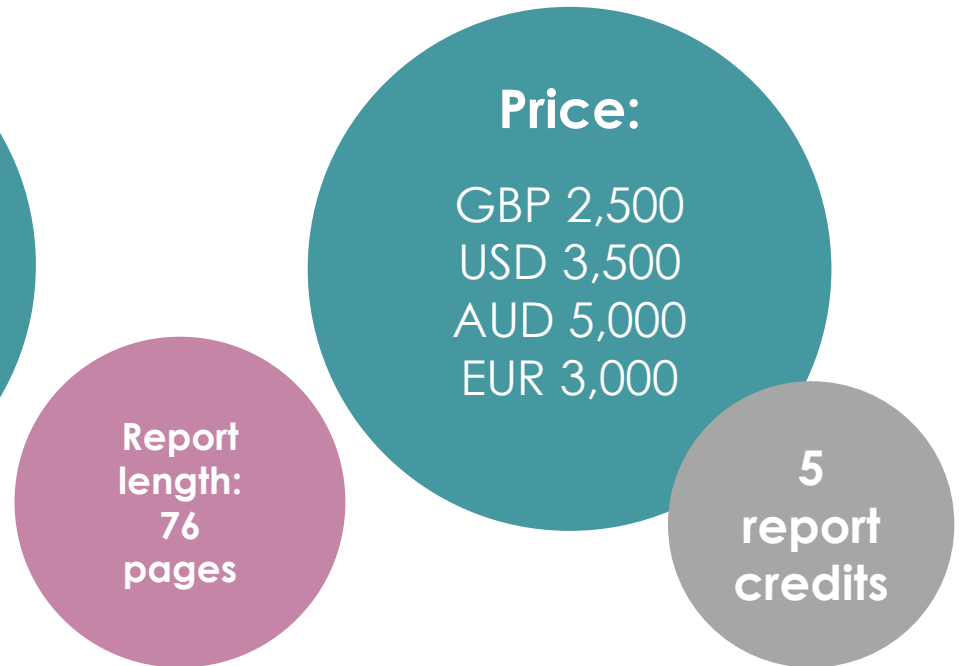 Price:
GBP 2,500
USD 3,500
AUD 5,000
EUR 3,000
Report
length:
76
pages
5
report
credits